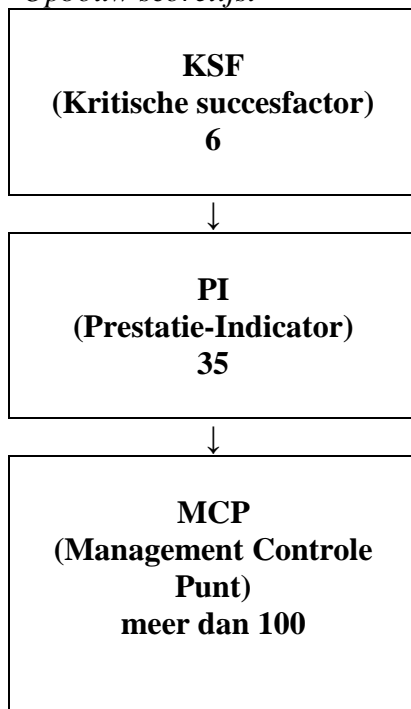 KSF
(Kritische succesfactor)
6
↓
PI
(Prestatie-Indicator)
35
↓
MCP
(Management Controle
Punt)
meer dan 100